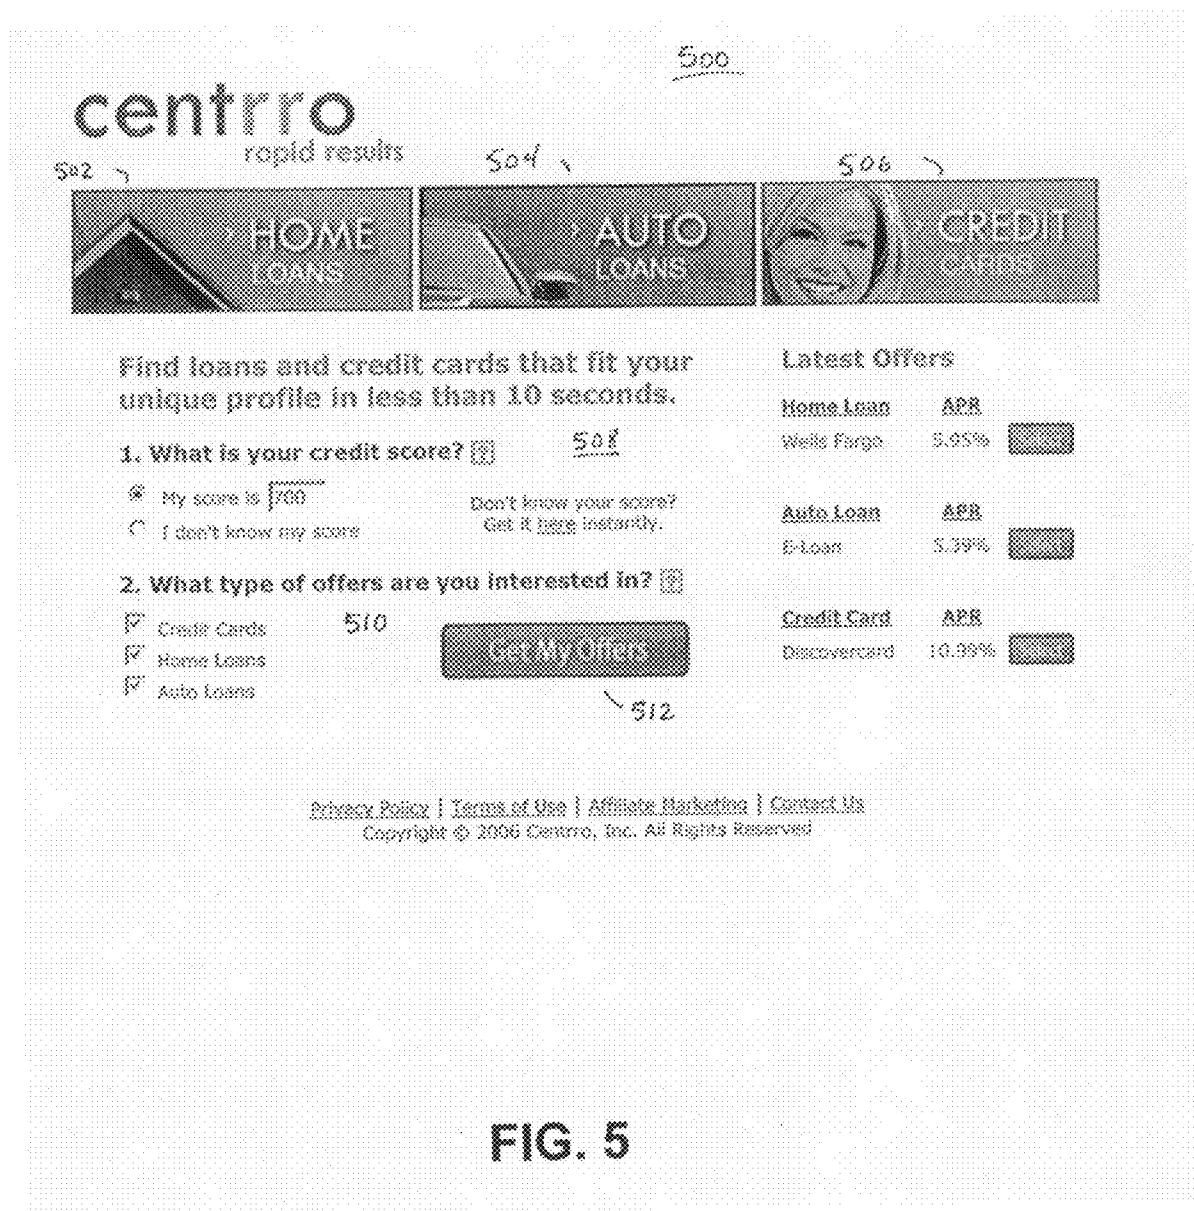 500
centrro
rapid results
502
504
506
HOME
LOANS
AUTO
LOANS
CREDIT
CARDS
Find loans and credit cards that fit your
unique profile in less than 10 seconds.
1. What is your credit score? ?
508
My score is 700
I don't know my score
Don't know your score?
Get it here instantly.
2. What type of offers are you interested in? ?
Credit Cards
Home Loans
Auto Loans
510
Get My Offers
512
Latest Offers
Home Loan APR
Wells Fargo 5.95%
Auto Loan APR
E-Loan 5.39%
Credit Card APR
Discovercard 10.99% Select
Privacy Policy | Terms of Use | Affiliate Marketing | Contact Us
Copyright © 2006 Centrro, Inc. All Rights Reserved
FIG. 5